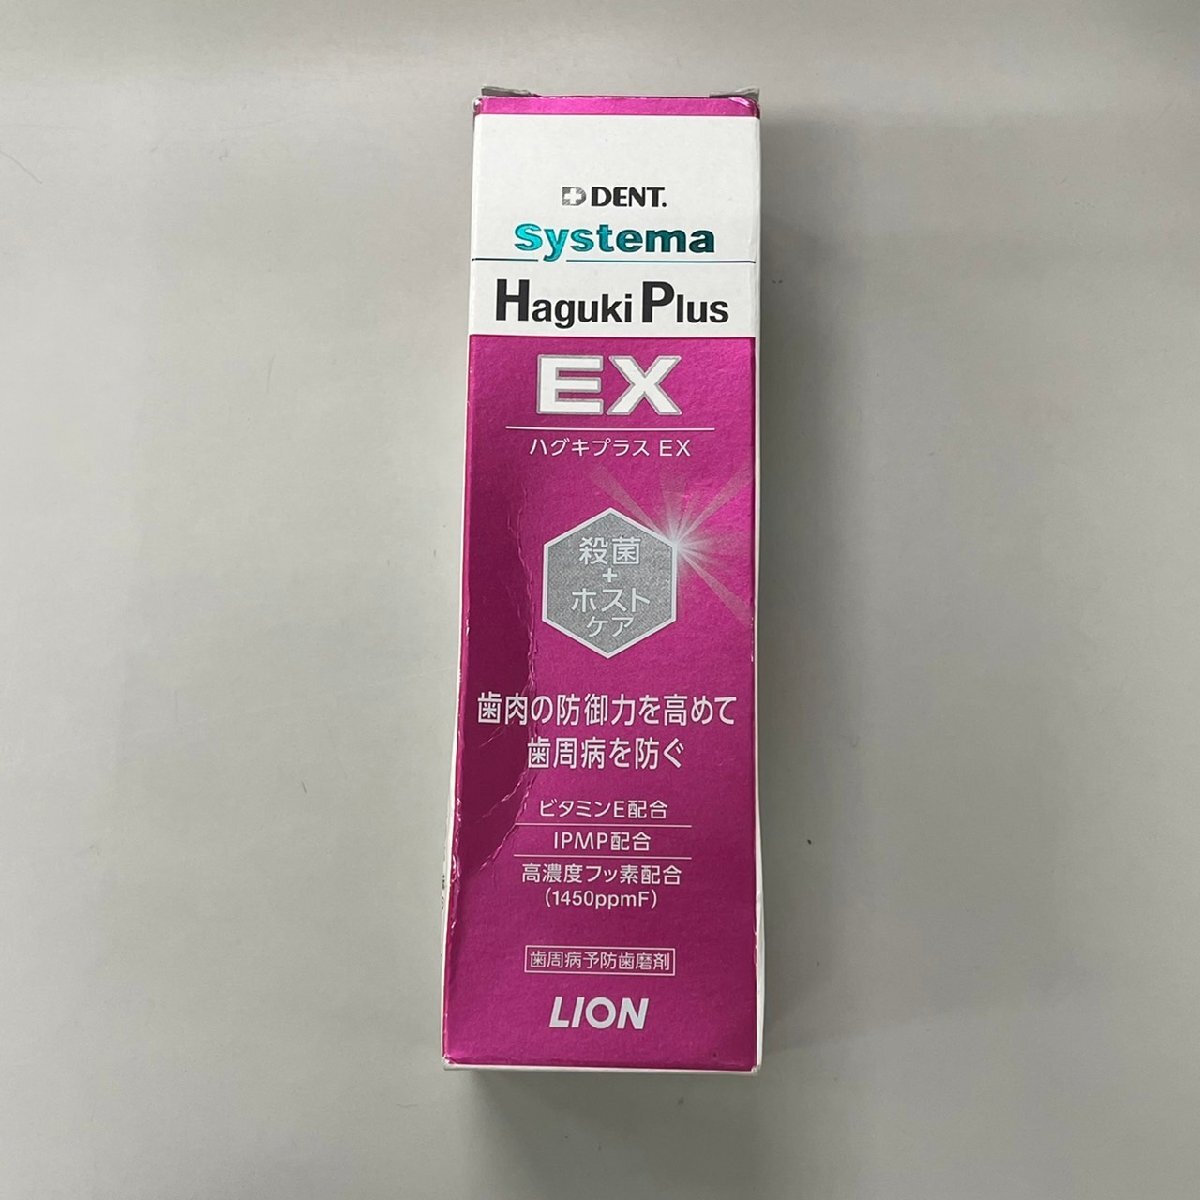 DENT.
Systema
Haguki Plus
EX
ハグキプラス EX
殺菌
+
ホスト
ケア
歯肉の防御力を高めて
歯周病を防ぐ
ビタミンE配合
IPMP配合
高濃度フッ素配合
(1450ppmF)
歯周病予防歯磨剤
LION